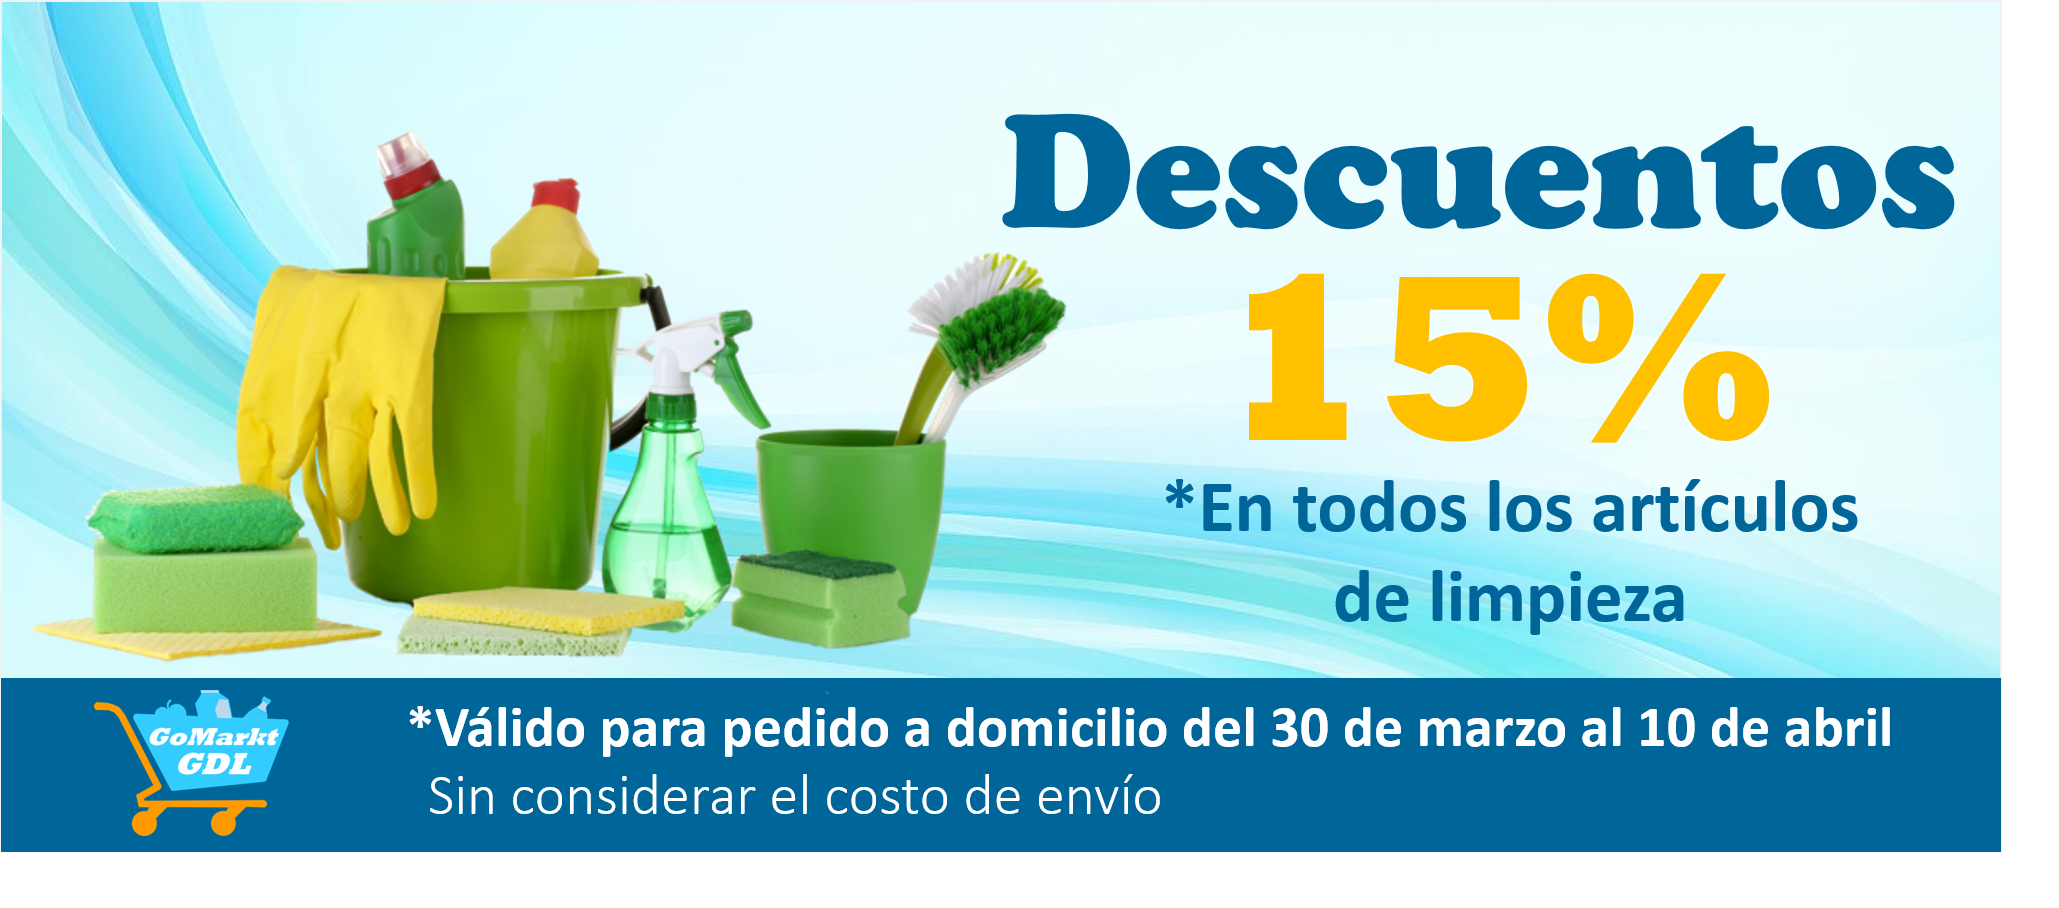 Descuentos
15%
*En todos los artículos
de limpieza
GoMarkt
GDL
*Válido para pedido a domicilio del 30 de marzo al 10 de abril
Sin considerar el costo de envío